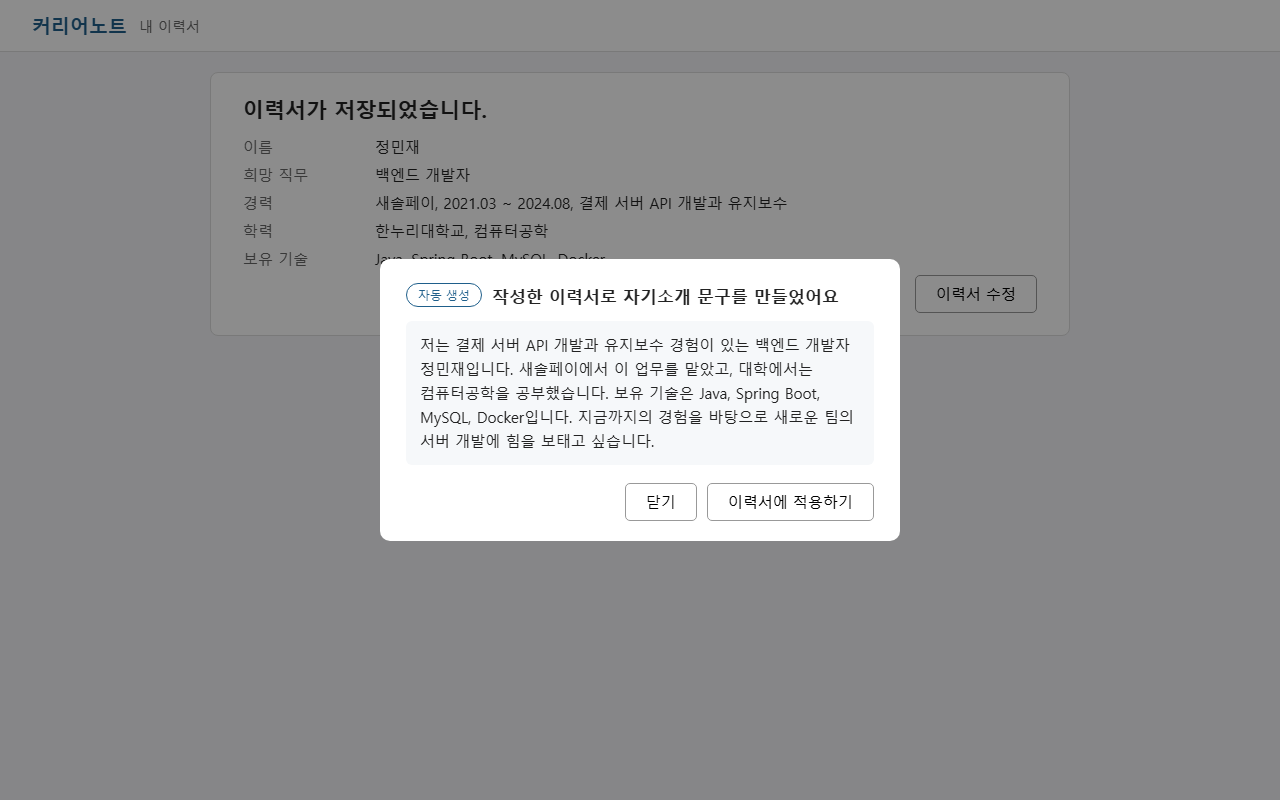 커리어노트 내 이력서
이력서가 저장되었습니다.
이름 정민재
희망 직무 백엔드 개발자
경력 새솔페이, 2021.03 ~ 2024.08, 결제 서버 API 개발과 유지보수
학력 한누리대학교, 컴퓨터공학
보유 기술 Java, Spring Boot, MySQL, Docker
이력서 수정
자동 생성 작성한 이력서로 자기소개 문구를 만들었어요
저는 결제 서버 API 개발과 유지보수 경험이 있는 백엔드 개발자
정민재입니다. 새솔페이에서 이 업무를 맡았고, 대학에서는
컴퓨터공학을 공부했습니다. 보유 기술은 Java, Spring Boot,
MySQL, Docker입니다. 지금까지의 경험을 바탕으로 새로운 팀의
서버 개발에 힘을 보태고 싶습니다.
닫기 이력서에 적용하기